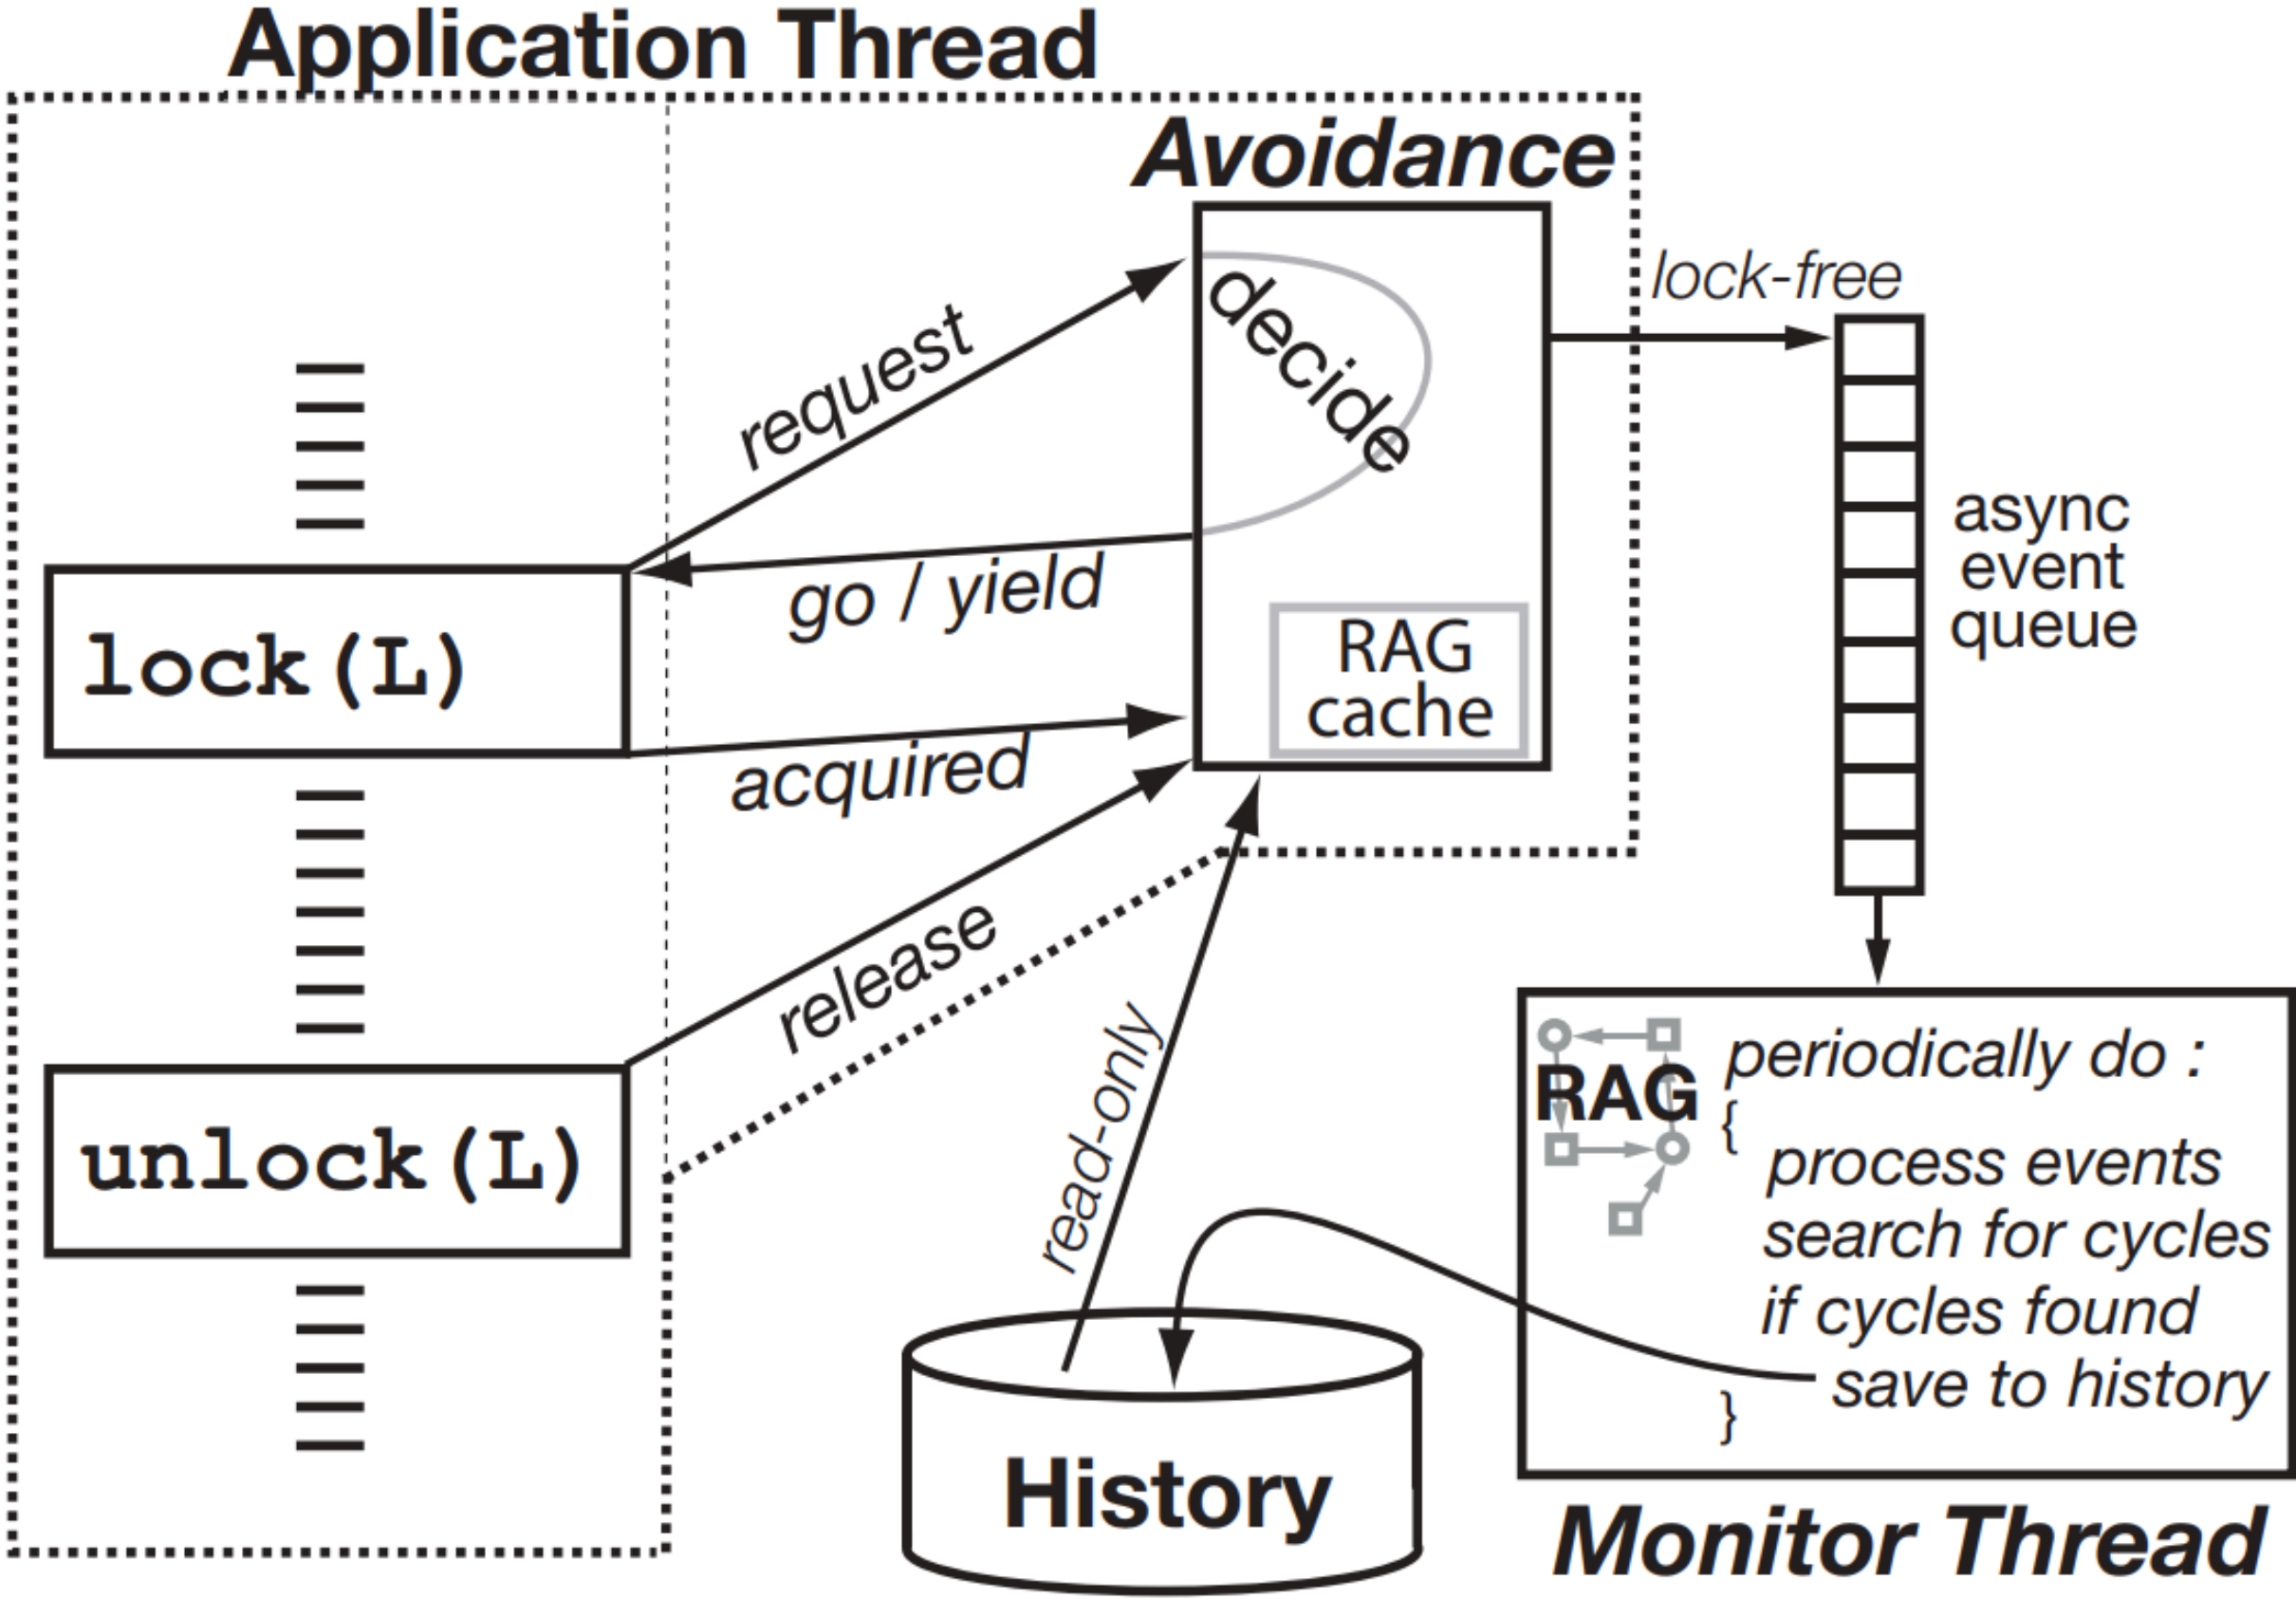 Application Thread
Avoidance
request
decide
lock-free
go / yield
async
event
queue
lock(L)
RAG
cache
acquired
release
read-only
unlock(L)
RAG
periodically do :
{
process events
search for cycles
if cycles found
save to history
}
History
Monitor Thread